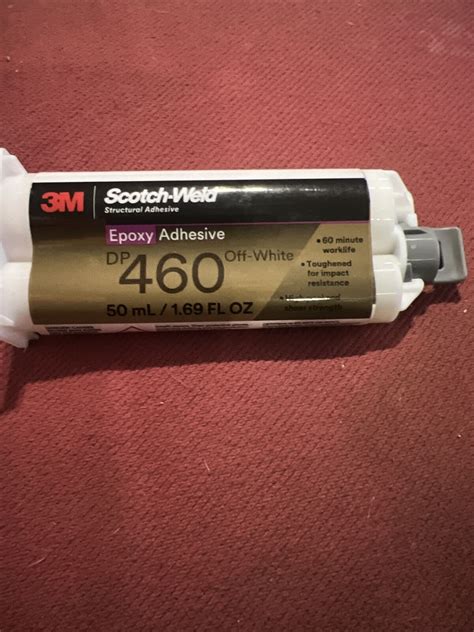 3M Scotch-Weld
Structural Adhesive
Epoxy Adhesive
DP 460 Off-White
50 mL / 1.69 FL OZ
• 60 minute
worklife
• Toughened
for impact
resistance
shear strength